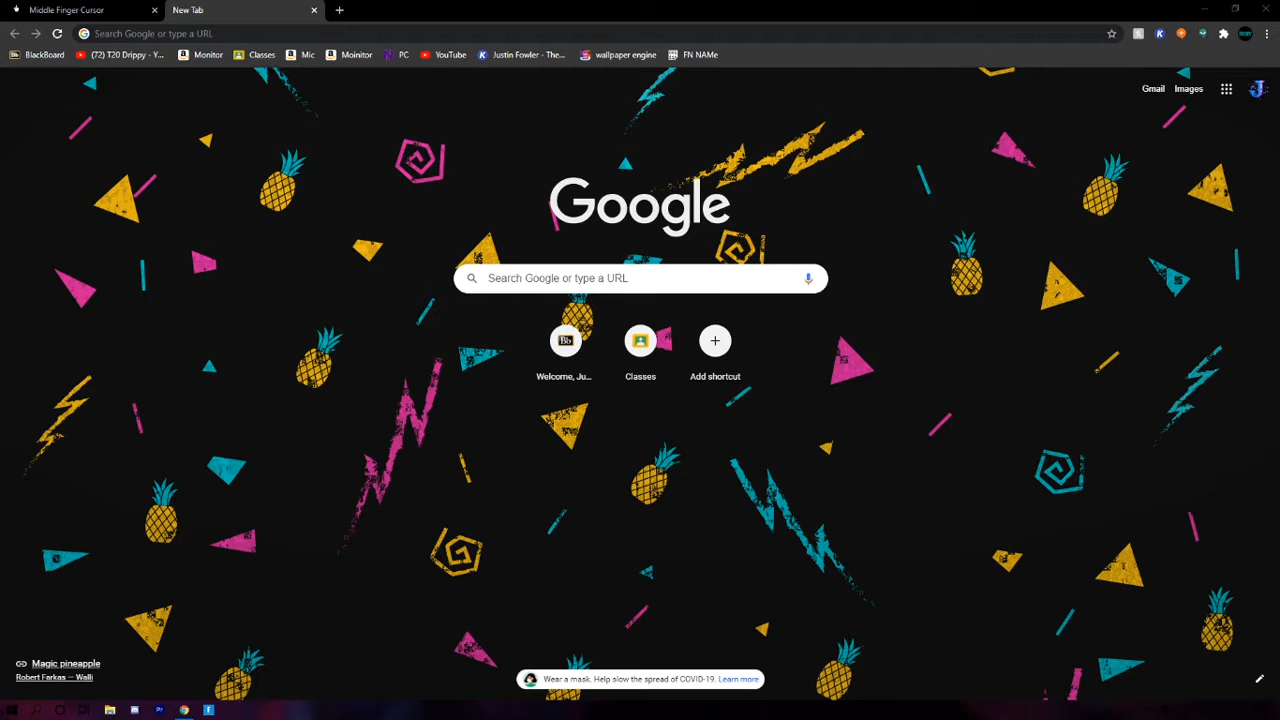 Middle Finger Cursor
New Tab
Search Google or type a URL
BlackBoard
(72) T20 Drippy - Y...
Monitor
Classes
Mic
Moinitor
PC
YouTube
Justin Fowler - The...
wallpaper engine
FN NAMe
Gmail
Images
Google
Search Google or type a URL
Bb
Welcome, Ju...
Classes
Add shortcut
Magic pineapple
Robert Farkas — Walli
Wear a mask. Help slow the spread of COVID-19. Learn more